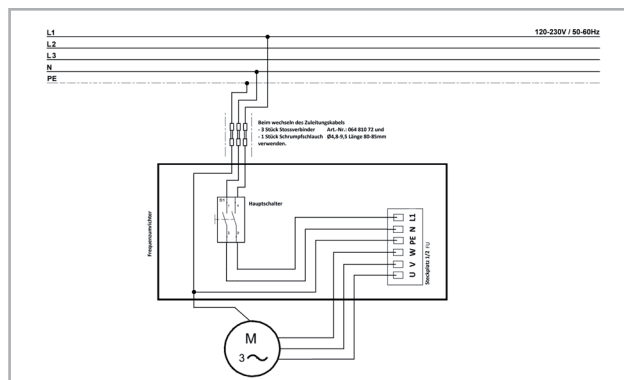 L1
120-230V / 50-60Hz
L2
L3
N
PE
Beim wechseln des Zuleitungskabels
- 3 Stück Stossverbinder Art.-Nr.: 064 810 72 und
- 1 Stück Schrumpfschlauch Ø4,8-9,5 Länge 80-85mm
verwenden.
Frequenzumrichter
Hauptschalter
L1
N
PE
W
V
U
Steckplatz 1/2 FU
M
3